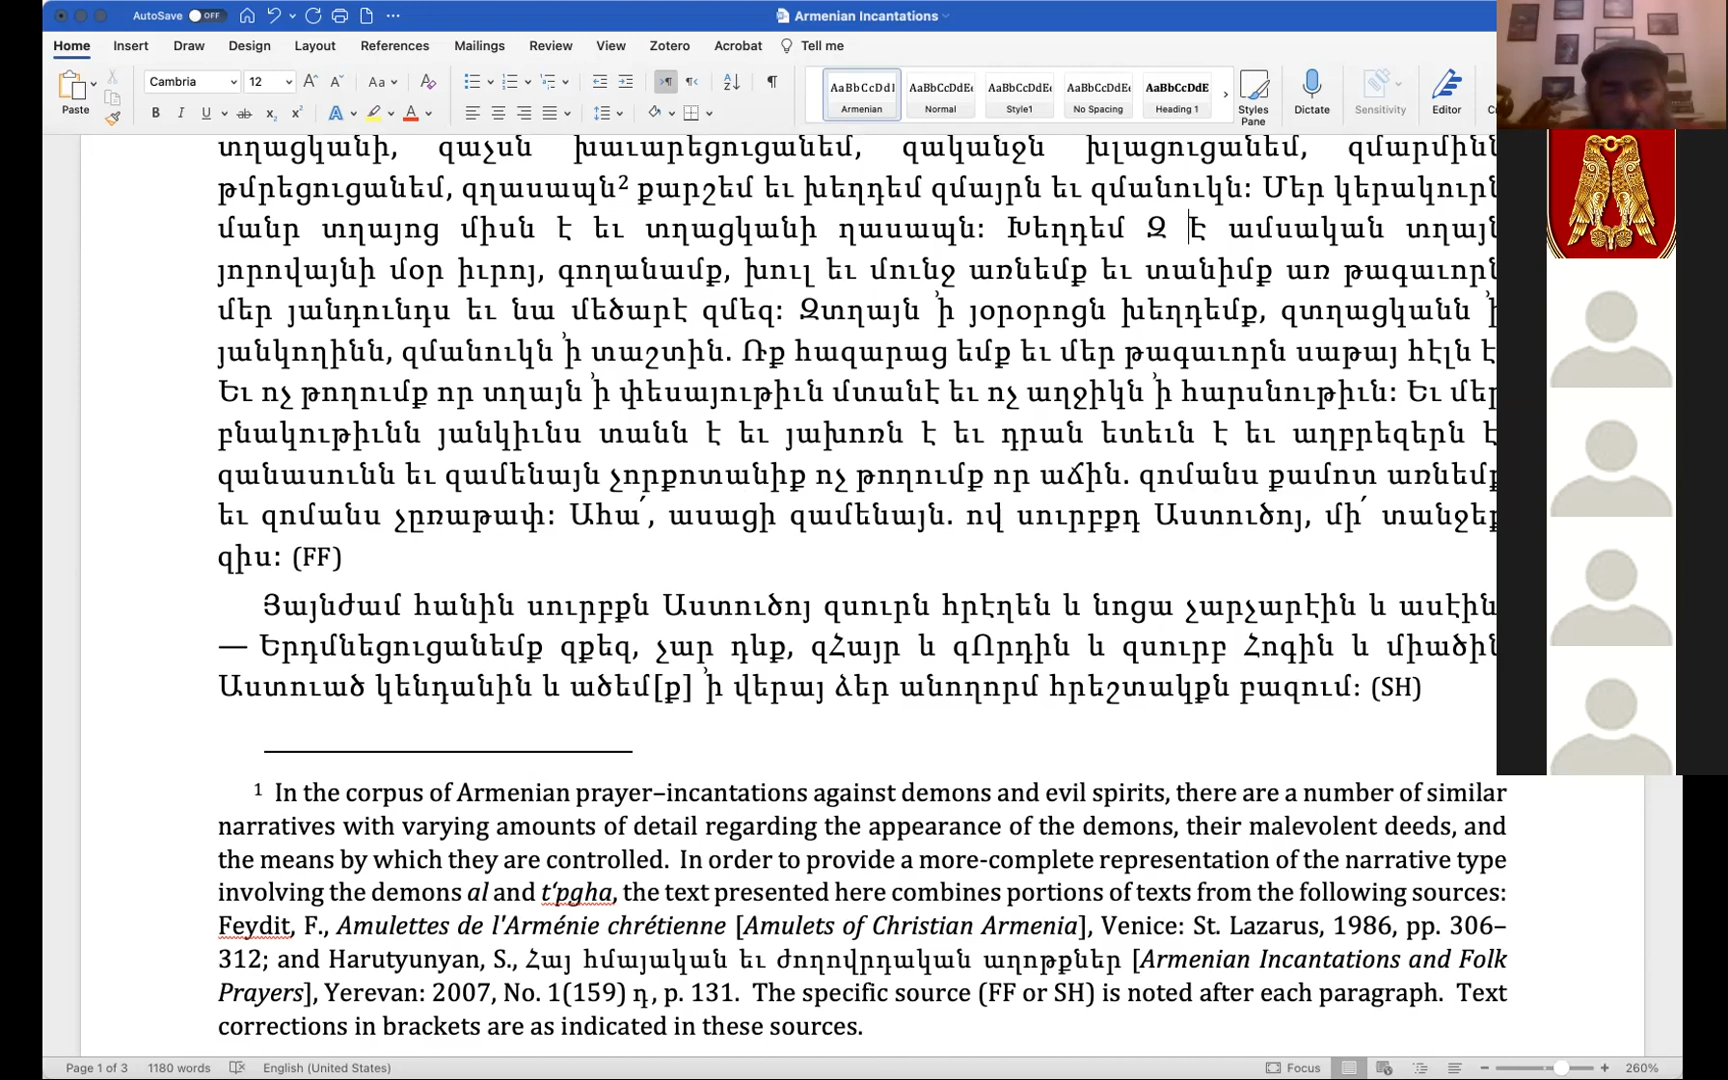 AutoSave OFF
Armenian Incantations
Home Insert Draw Design Layout References Mailings Review View Zotero Acrobat Tell me
Paste
Cambria 12
AaBbCcDdI AaBbCcDdEe AaBbCcDdEe AaBbCcDdEe AaBbCcDdE
Armenian Normal Style1 No Spacing Heading 1
Styles Pane Dictate Sensitivity Editor
տղացկանի, զաչսն խաւարեցուցանեմ, զականջն խլացուցանեմ, զմարմինն
թմրեցուցանեմ, զղասապն² քարշեմ եւ խեղդեմ զմայրն եւ զմանուկն։ Մեր կերակուրն
մանր տղայոց միսն է եւ տղացկանի ղասապն։ Խեղդեմ Զ Է ամսական տղայն
յորովայնի մօր իւրոյ, գողանամք, խուլ եւ մունջ առնեմք եւ տանիմք առ թագաւորն
մեր յանդունդս եւ նա մեծարէ զմեզ։ Զտղայն ՚ի յօրօրոցն խեղդեմք, զտղացկանն ՚ի
յանկողինն, զմանուկն ՚ի տաշտին. Ռք հազարաց եմք եւ մեր թագաւորն սաթայ հէլն է
Եւ ոչ թողումք որ տղայն ՚ի փեսայութիւն մտանէ եւ ոչ աղջիկն ՚ի հարսնութիւն։ Եւ մեր
բնակութիւնն յանկիւնս տանն է եւ յախոռն է եւ դրան ետեւն է եւ աղբրեզերն է
զանասունն եւ զամենայն չորքոտանիք ոչ թողումք որ աճին. զոմանս քամոտ առնեմք
եւ զոմանս չըռաթափ։ Ահա՛, ասացի զամենայն. ով սուրբքդ Աստուծոյ, մի՛ տանջեք
զիս։ (FF)
Յայնժամ հանին սուրբքն Աստուծոյ զսուրն հրէղեն և նոցա չարչարէին և ասէին
— Երդմնեցուցանեմք զքեզ, չար դևք, զՀայր և զՈրդին և զսուրբ Հոգին և միածին
Աստուած կենդանին և ածեմ[ք] ՚ի վերայ ձեր անողորմ հրեշտակքն բազում։ (SH)
¹ In the corpus of Armenian prayer–incantations against demons and evil spirits, there are a number of similar
narratives with varying amounts of detail regarding the appearance of the demons, their malevolent deeds, and
the means by which they are controlled. In order to provide a more-complete representation of the narrative type
involving the demons al and t‘pgha, the text presented here combines portions of texts from the following sources:
Feydit, F., Amulettes de l'Arménie chrétienne [Amulets of Christian Armenia], Venice: St. Lazarus, 1986, pp. 306–
312; and Harutyunyan, S., Հայ հմայական եւ ժողովրդական աղոթքներ [Armenian Incantations and Folk
Prayers], Yerevan: 2007, No. 1(159) դ, p. 131. The specific source (FF or SH) is noted after each paragraph. Text
corrections in brackets are as indicated in these sources.
Page 1 of 3 1180 words English (United States) Focus 260%